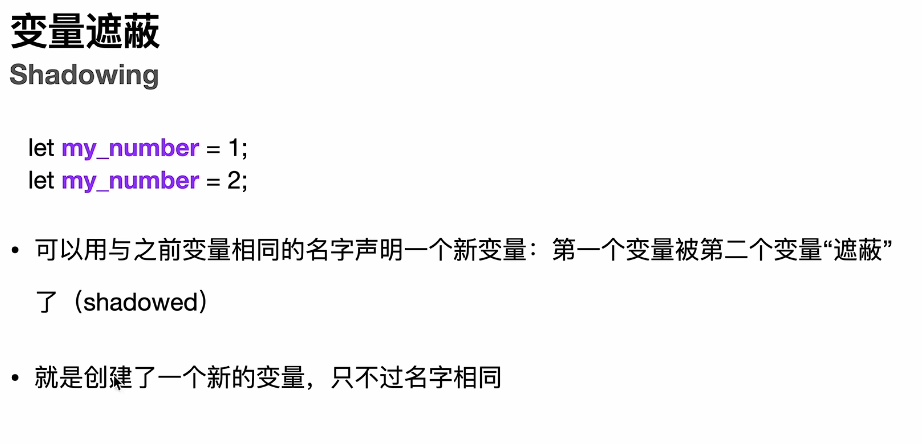 变量遮蔽
Shadowing
let my_number = 1;
let my_number = 2;
• 可以用与之前变量相同的名字声明一个新变量：第一个变量被第二个变量“遮蔽”
了（shadowed）
• 就是创建了一个新的变量，只不过名字相同